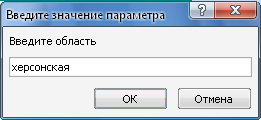 Введите значение параметра
Введите область
херсонская
ОК
Отмена